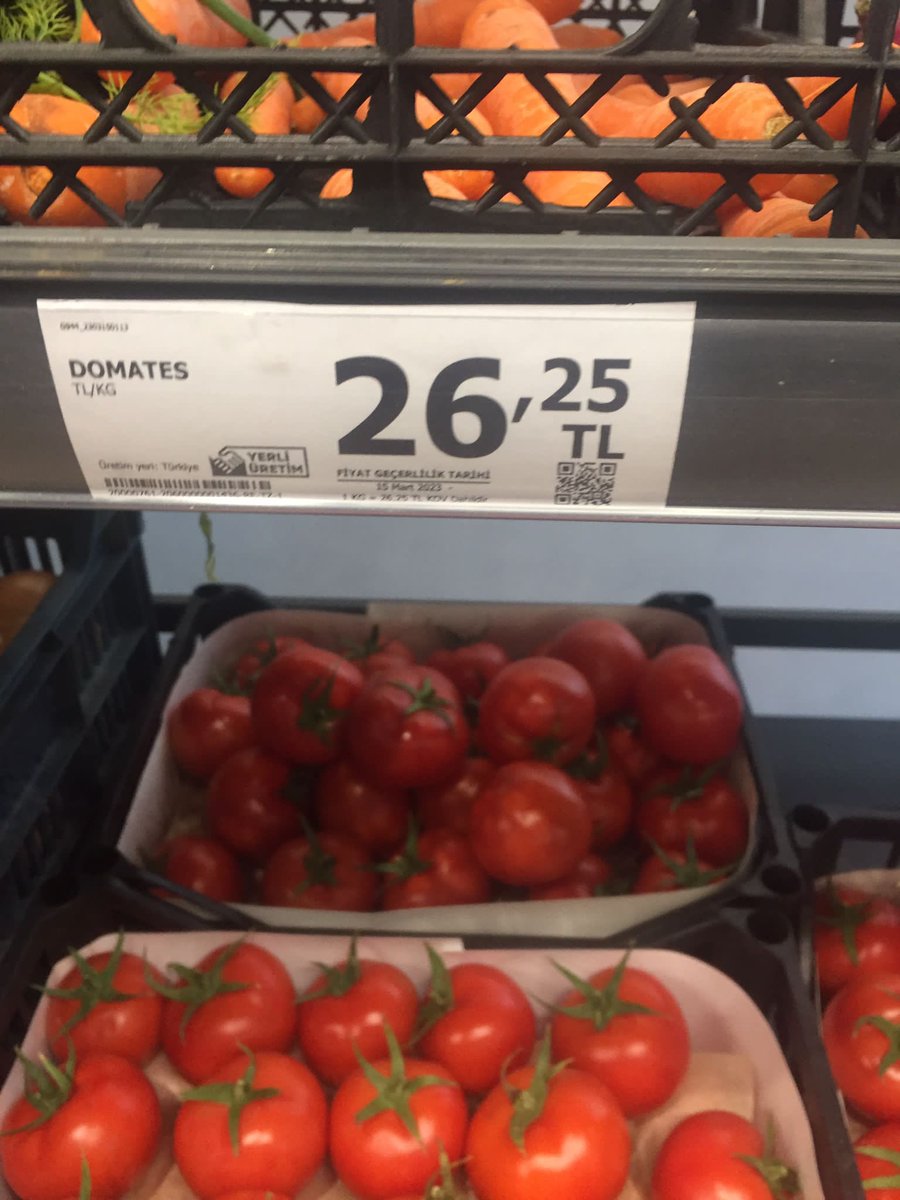 DOMATES
TL/KG
26,25
TL
Üretim yeri: Türkiye
YERLİ
ÜRETİM
FİYAT GEÇERLİLİK TARİHİ
15 Mart 2023 -
1 KG = 26,25 TL KDV Dahildir